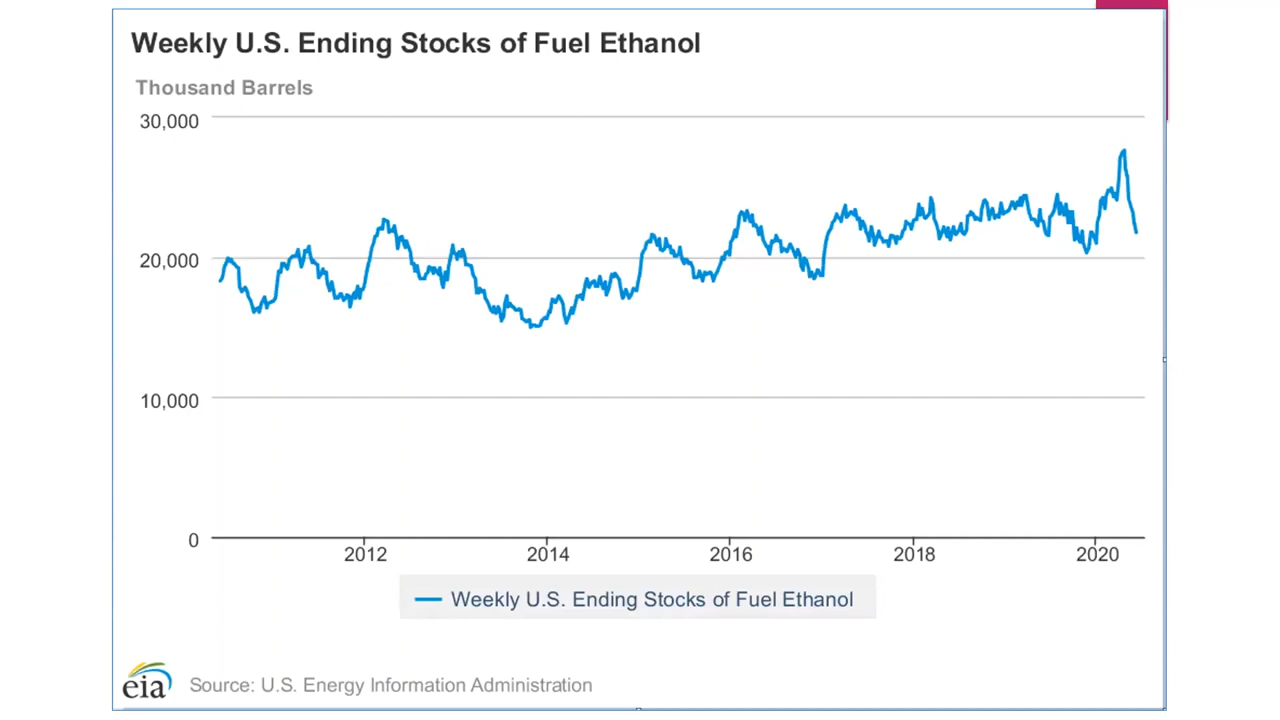 Weekly U.S. Ending Stocks of Fuel Ethanol
Thousand Barrels
30,000
20,000
10,000
0
2012 2014 2016 2018 2020
Weekly U.S. Ending Stocks of Fuel Ethanol
eia Source: U.S. Energy Information Administration